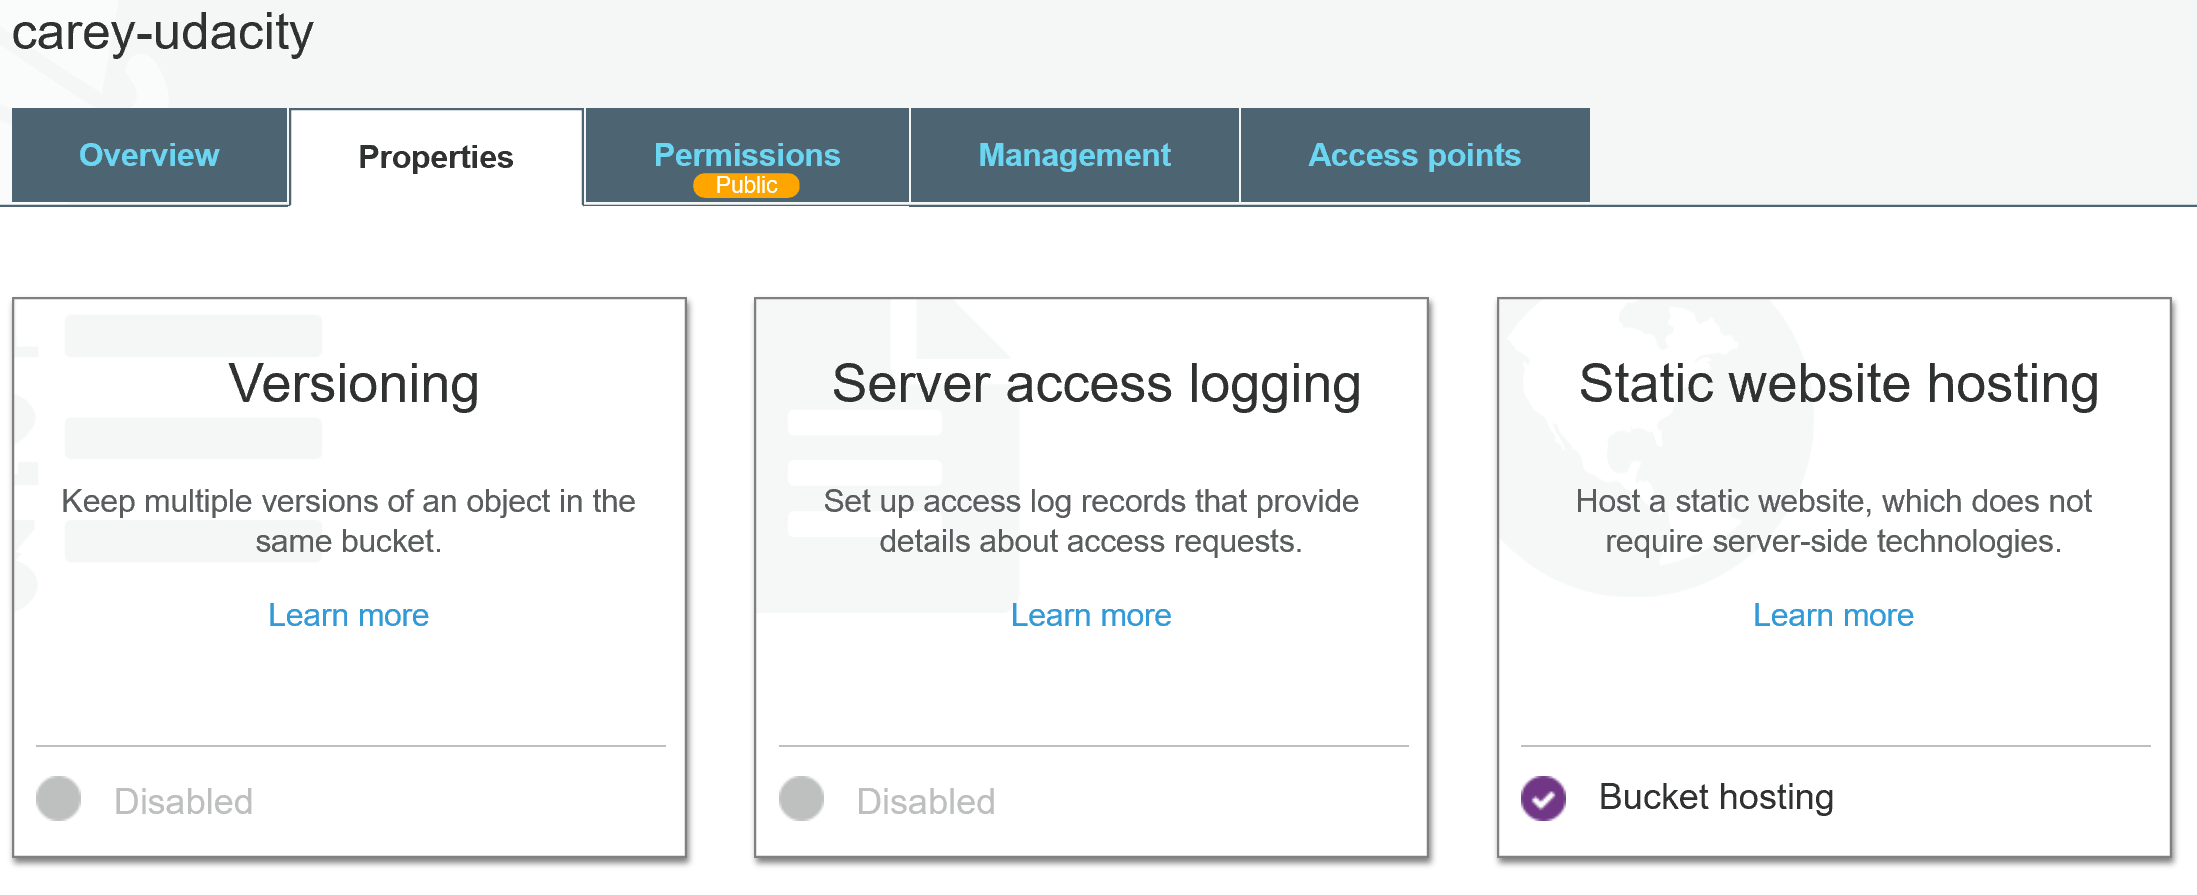 carey-udacity
Overview
Properties
Permissions
Public
Management
Access points
Versioning
Keep multiple versions of an object in the
same bucket.
Learn more
Disabled
Server access logging
Set up access log records that provide
details about access requests.
Learn more
Disabled
Static website hosting
Host a static website, which does not
require server-side technologies.
Learn more
Bucket hosting